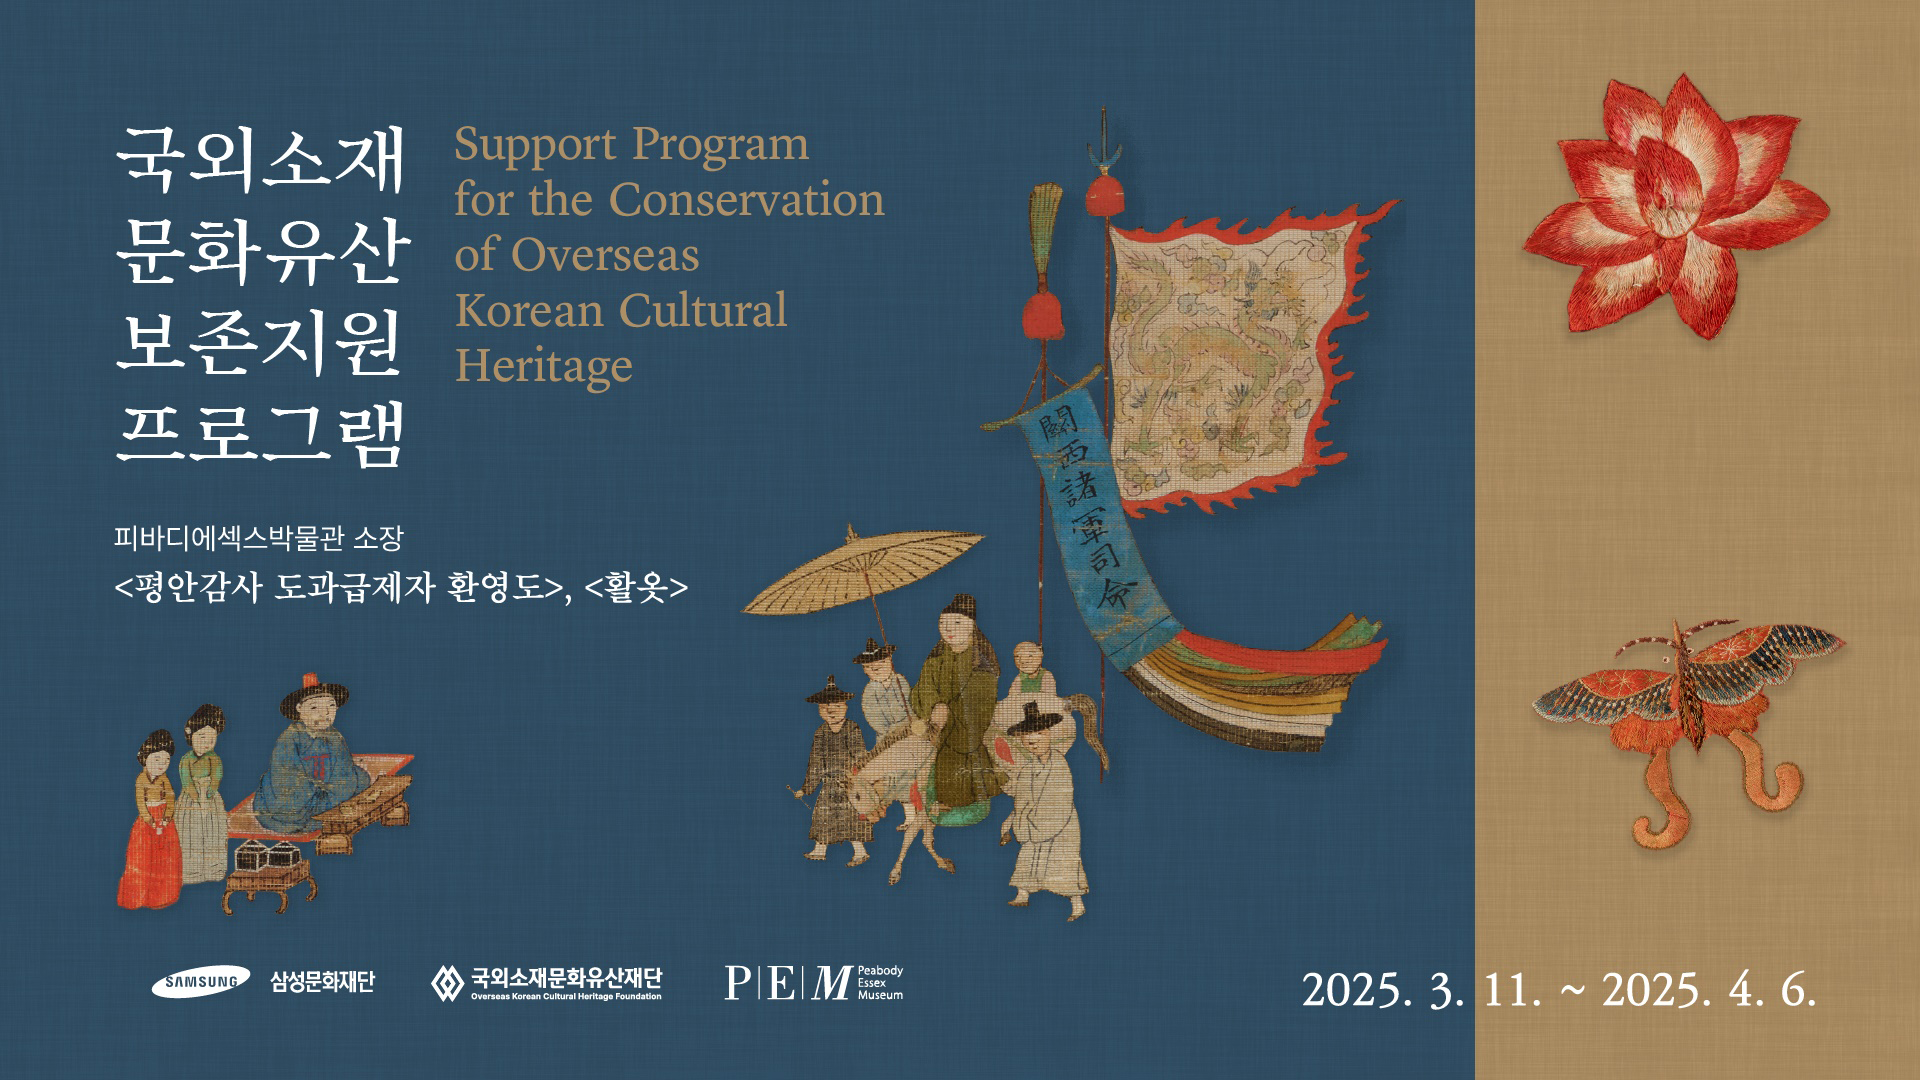 국외소재
문화유산
보존지원
프로그램
Support Program
for the Conservation
of Overseas
Korean Cultural
Heritage
피바디에섹스박물관 소장
<평안감사 도과급제자 환영도>, <활옷>
關西諸軍司命
SAMSUNG 삼성문화재단
국외소재문화유산재단
Overseas Korean Cultural Heritage Foundation
P|E|M
Peabody
Essex
Museum
2025. 3. 11. ~ 2025. 4. 6.